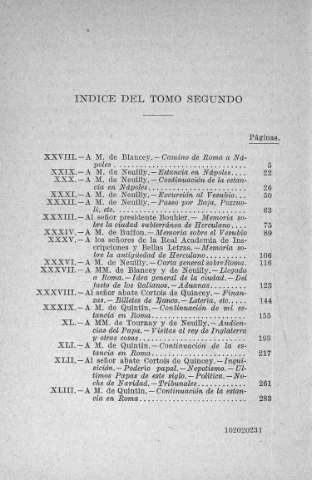 INDICE DEL TOMO SEGUNDO
Páginas.
XXVIII.—A M. de Blancey.—Camino de Roma a Ná-
poles 5
XXIX.—A M. de Neuilly.—Estancia en Nápoles 22
XXX.—A M. de Neuilly.—Continuación de la estan-
cia en Nápoles 26
XXXI.—A M. de Neuilly.—Excursión al Vesubio 50
XXXII.—A M. de Neuilly.—Paseo por Baja, Pozzuo-
li, etc. 63
XXXIII.—Al señor presidente Bouhier.—Memoria so-
bre la ciudad subterránea de Herculano 75
XXXIV.—A M. de Buffon.—Memoria sobre el Vesubio 89
XXXV.—A los señores de la Real Academia de Ins-
cripciones y Bellas Letras.—Memoria so-
bre la antigüedad de Herculano 106
XXXVI.—A M. de Neuilly.—Carta general sobre Roma. 116
XXXVII.—A MM. de Blancey y de Neuilly.—Llegada
a Roma.—Idea general de la ciudad.—Del
fasto de los italianos.—Aduanas 123
XXXVIII.—Al señor abate Cortois de Quincey.—Finan-
zas.—Billetes de Banco.—Lotería, etc. 144
XXXIX.—A M. de Quintin.—Continuación de mi es-
tancia en Roma 155
XL.—A MM. de Tournay y de Neuilly.—Audien-
cias del Papa.—Visitas al rey de Inglaterra
y otras cosas
XLI.—A M. de Quintin.—Continuación de la es-
tancia en Roma 217
XLII.—Al señor abate Cortois de Quincey.—Inqui-
sición.—Poderío papal.—Nepotismo.—Úl-
timos Papas de este siglo.—Política.—No-
che de Navidad.—Tribunales 261
XLIII.—A M. de Quintin.—Continuación de la estan-
cia en Roma 283
102020231